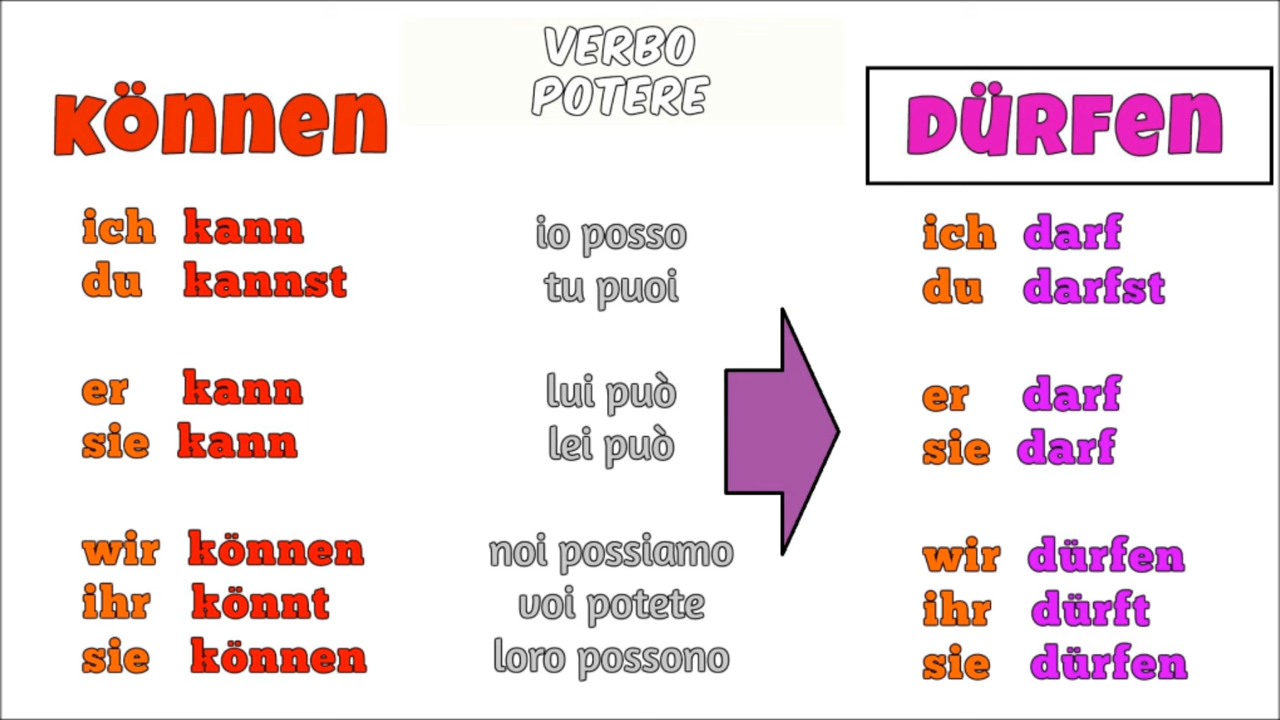 VERBO
POTERE
Können
ich kann
du kannst
er kann
sie kann
wir können
ihr könnt
sie können
io posso
tu puoi
lui può
lei può
noi possiamo
voi potete
loro possono
DÜRFen
ich darf
du darfst
er darf
sie darf
wir dürfen
ihr dürft
sie dürfen